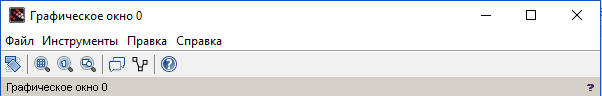 Графическое окно 0
Файл Инструменты Правка Справка
Графическое окно 0 ?